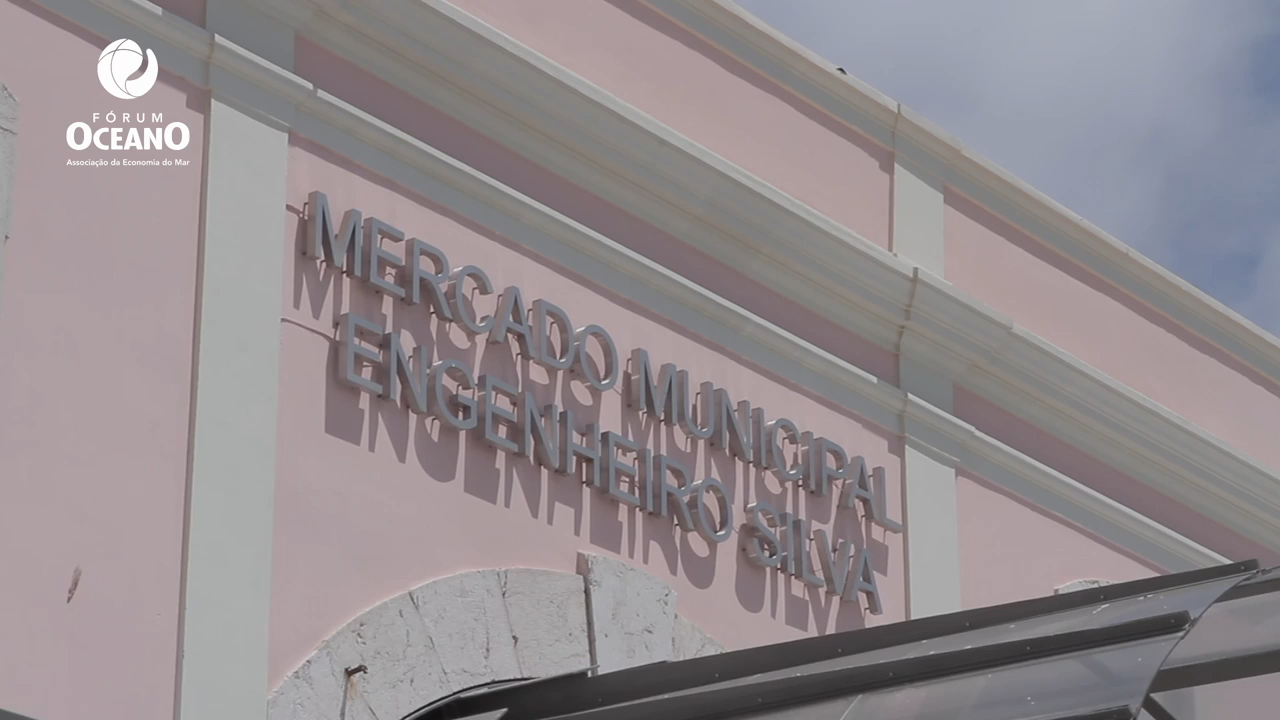 FÓRUM
OCEANO
Associação da Economia do Mar
MERCADO MUNICIPAL
ENGENHEIRO SILVA